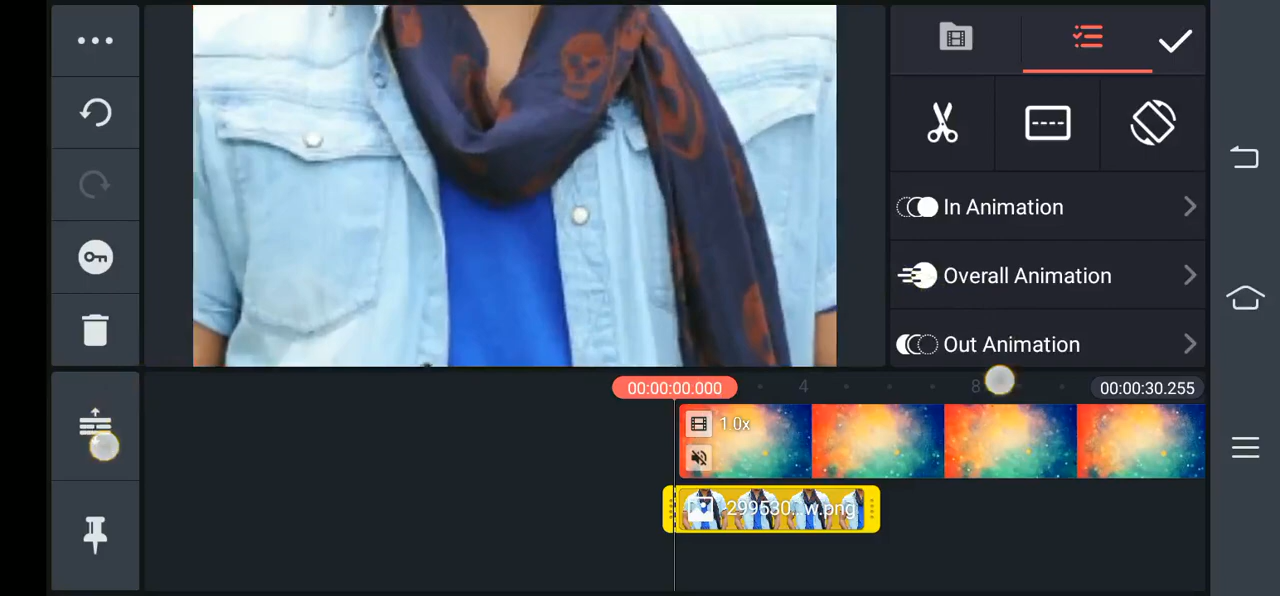 In Animation
Overall Animation
Out Animation
00:00:00.000
4
8
00:00:30.255
1.0x
299530...w.png